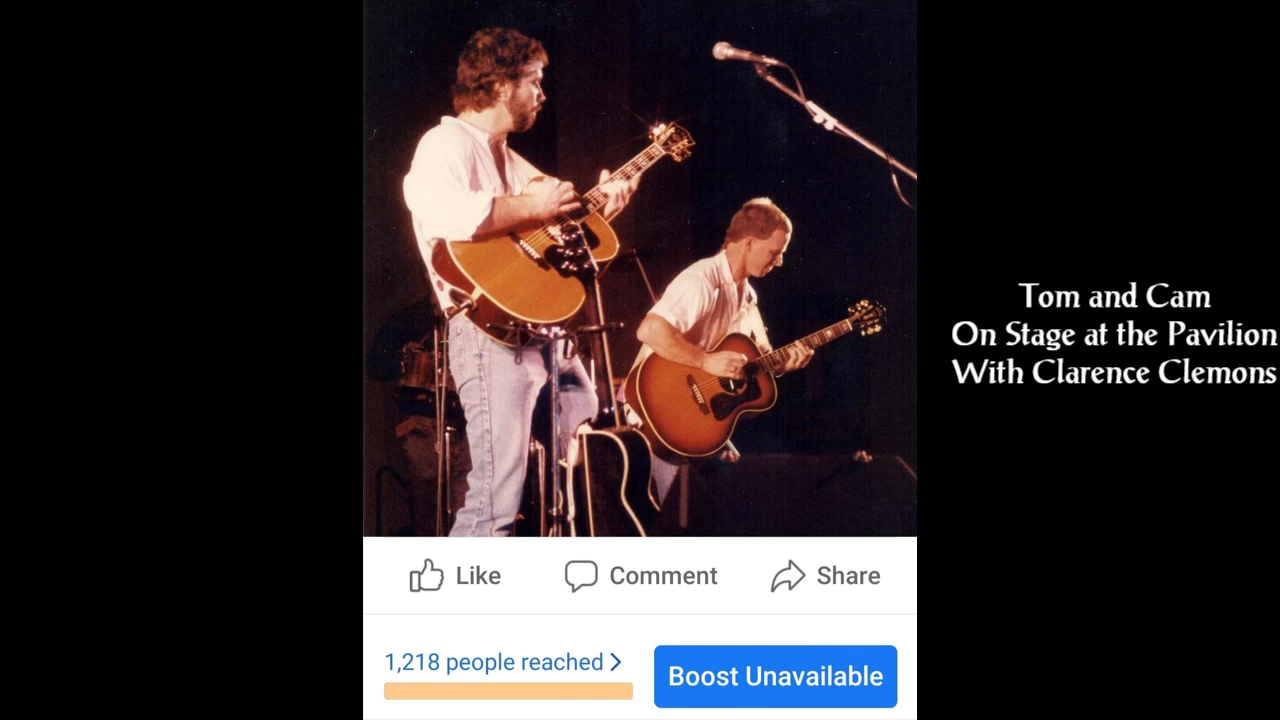 Tom and Cam
On Stage at the Pavilion
With Clarence Clemons
Like Comment Share
1,218 people reached
Boost Unavailable